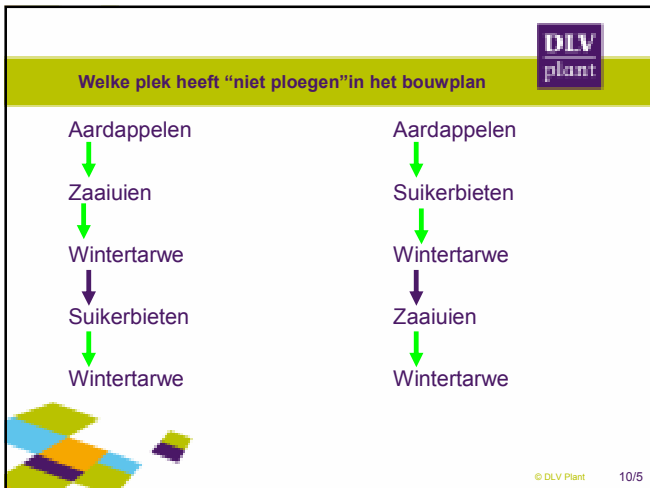 DLV
plant
Welke plek heeft “niet ploegen”in het bouwplan
Aardappelen
Zaaiuien
Wintertarwe
Suikerbieten
Wintertarwe
Aardappelen
Suikerbieten
Wintertarwe
Zaaiuien
Wintertarwe
© DLV Plant 10/5